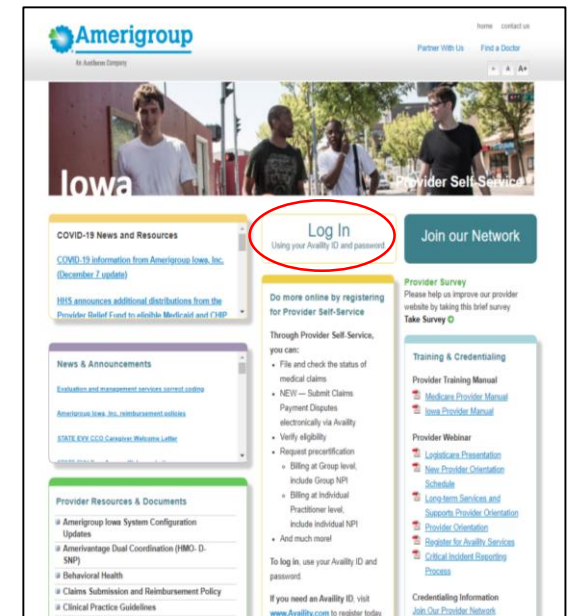 home contact us
Amerigroup
An Anthem Company
Partner With Us Find a Doctor
A A A+
Iowa
Provider Self-Service
COVID-19 News and Resources
COVID-19 information from Amerigroup Iowa, Inc.
(December 7 update)
HHS announces additional distributions from the
Provider Relief Fund to eligible Medicaid and CHIP
News & Announcements
Evaluation and management services correct coding
Amerigroup Iowa, Inc. reimbursement policies
STATE EVV CCO Caregiver Welcome Letter
Provider Resources & Documents
Amerigroup Iowa System Configuration
Updates
Amerivantage Dual Coordination (HMO- D-
SNP)
Behavioral Health
Claims Submission and Reimbursement Policy
Clinical Practice Guidelines
Log In
Using your Availity ID and password
Do more online by registering
for Provider Self-Service
Through Provider Self-Service,
you can:
• File and check the status of
medical claims
• NEW — Submit Claims
Payment Disputes
electronically via Availity
• Verify eligibility
• Request precertification
o Billing at Group level,
include Group NPI
o Billing at Individual
Practitioner level,
include individual NPI
• And much more!
To log in, use your Availity ID and
password.
If you need an Availity ID, visit
www.Availity.com to register today.
Join our Network
Provider Survey
Please help us improve our provider
website by taking this brief survey
Take Survey
Training & Credentialing
Provider Training Manual
Medicare Provider Manual
Iowa Provider Manual
Provider Webinar
Logisticare Presentation
New Provider Orientation
Schedule
Long-term Services and
Supports Provider Orientation
Provider Orientation
Register for Availity Services
Critical Incident Reporting
Process
Credentialing Information
Join Our Provider Network